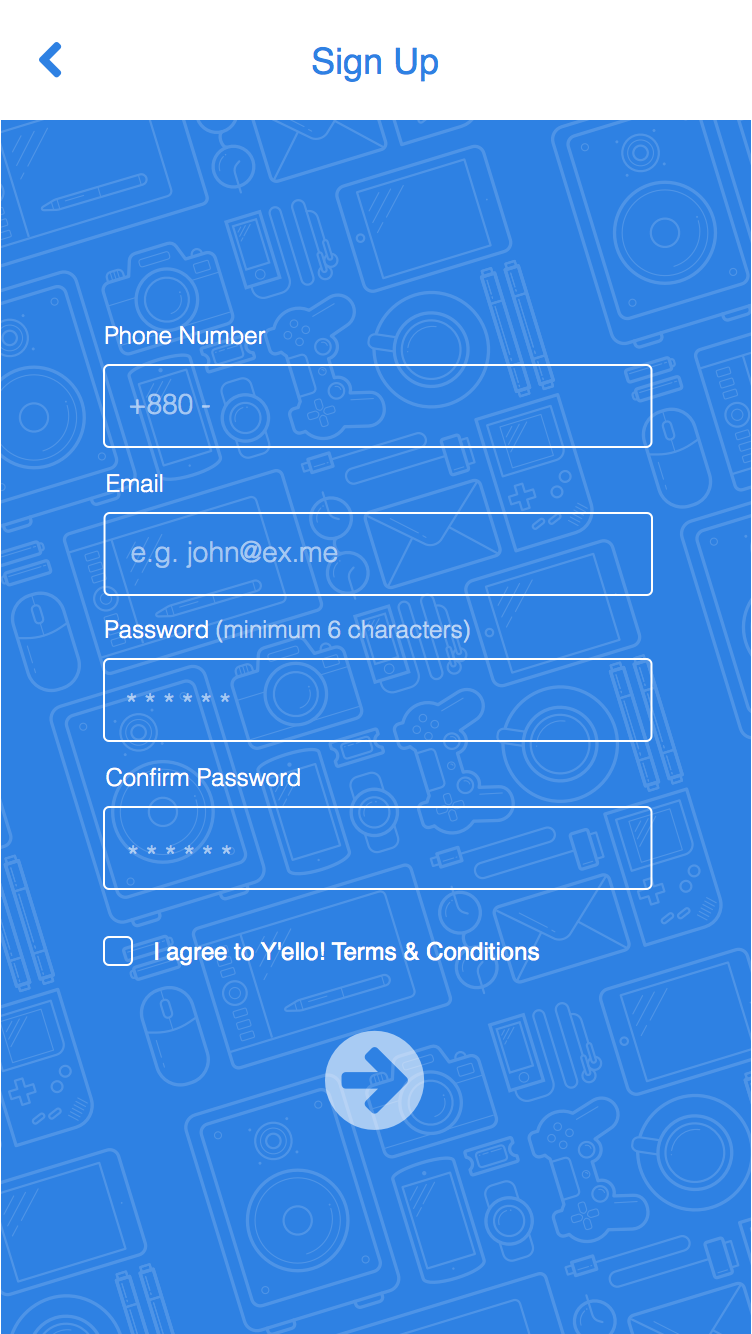 Sign Up
Phone Number
+880 -
Email
e.g. john@ex.me
Password (minimum 6 characters)
* * * * * *
Confirm Password
* * * * * *
I agree to Y'ello! Terms & Conditions